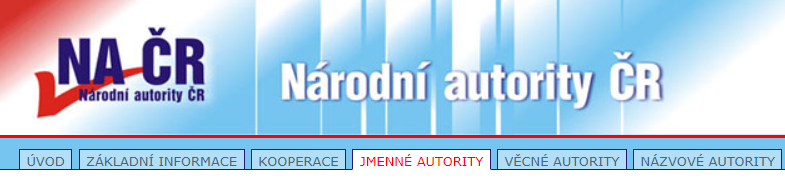 NA ČR
Národní autority ČR
Národní autority ČR
ÚVOD ZÁKLADNÍ INFORMACE KOOPERACE JMENNÉ AUTORITY VĚCNÉ AUTORITY NÁZVOVÉ AUTORITY